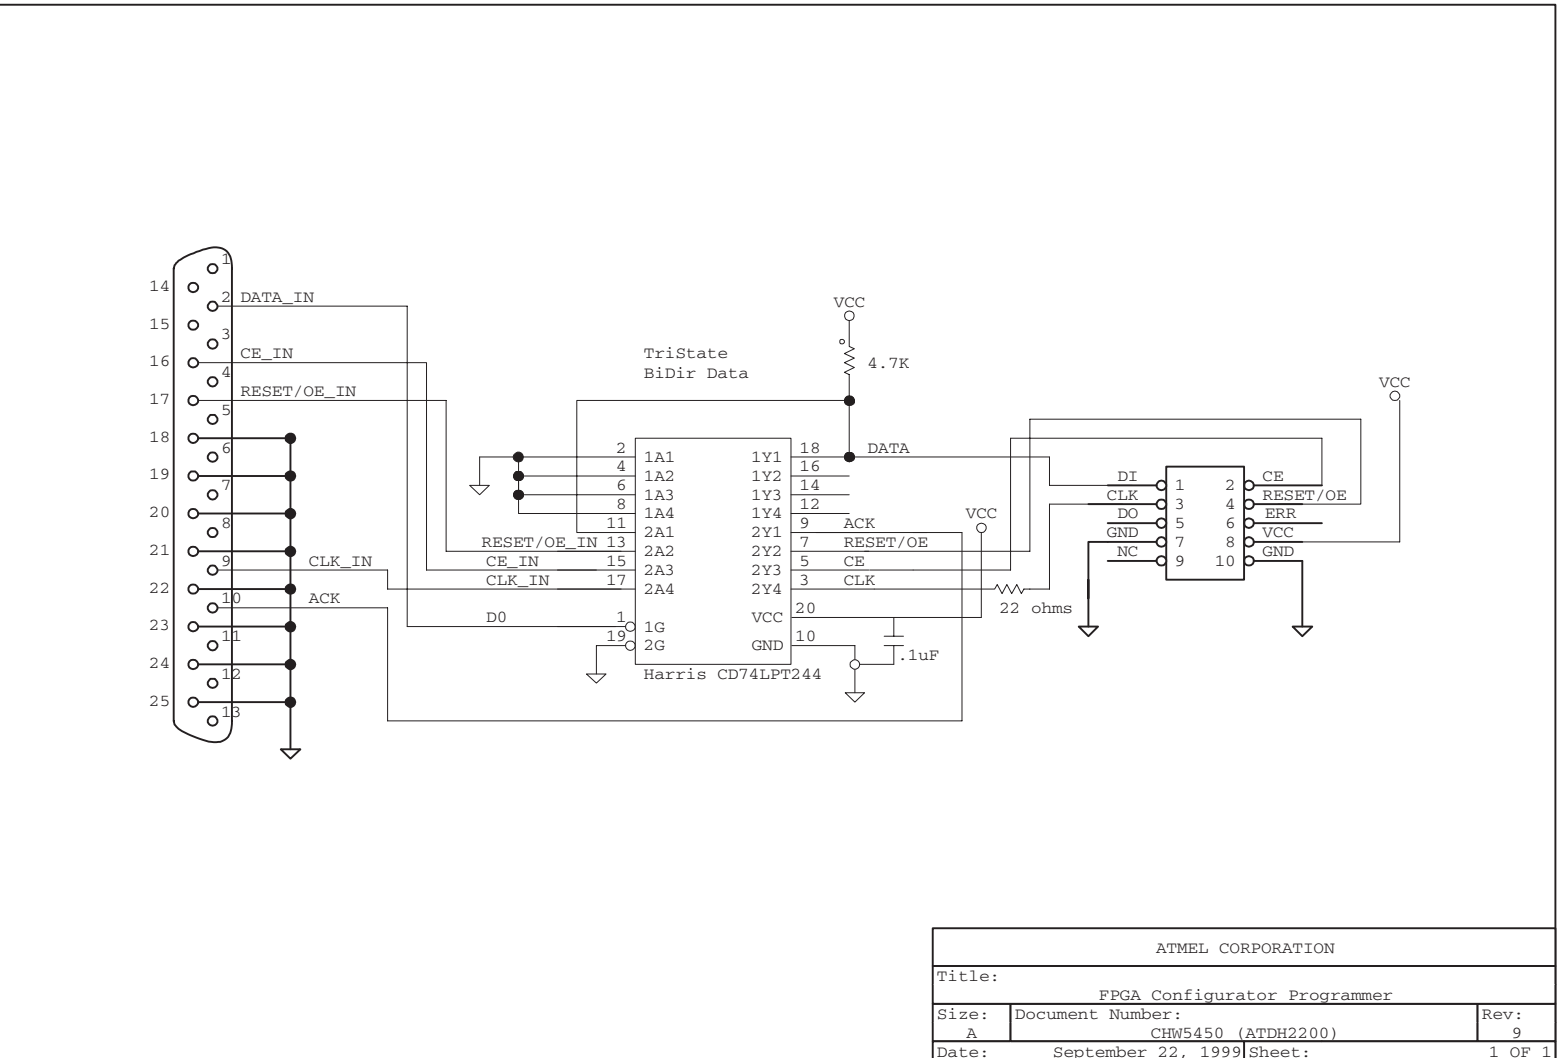 1
14
2 DATA_IN
15
3
16 CE_IN
4
17 RESET/OE_IN
5
18
6
19
7
20
8
21
9 CLK_IN
22
10 ACK
23
11
24
12
25
13
TriState
BiDir Data
VCC
4.7K
2 1A1 1Y1 18 DATA
4 1A2 1Y2 16
6 1A3 1Y3 14
8 1A4 1Y4 12
11 2A1 2Y1 9 ACK
RESET/OE_IN 13 2A2 2Y2 7 RESET/OE
CE_IN 15 2A3 2Y3 5 CE
CLK_IN 17 2A4 2Y4 3 CLK
22 ohms
VCC 20
D0 1 1G
19 2G GND 10
.1uF
Harris CD74LPT244
VCC
VCC
DI 1 2 CE
CLK 3 4 RESET/OE
DO 5 6 ERR
GND 7 8 VCC
NC 9 10 GND
ATMEL CORPORATION
Title:
FPGA Configurator Programmer
Size: Document Number: Rev:
A CHW5450 (ATDH2200) 9
Date: September 22, 1999 Sheet: 1 OF 1